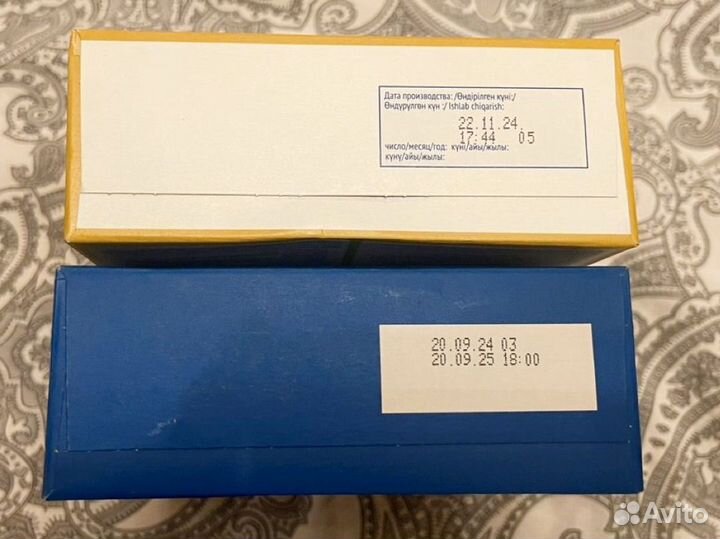 Дата производства: /Өндірілген күні:/
Өндүрүлгөн күн :/ Ishlab chiqarish:
22.11.24.
17:44 05
число/месяц/год: күні/айы/жылы:
күнү/айы/жылы:
20.09.24 03
20.09.25 18:00
Avito